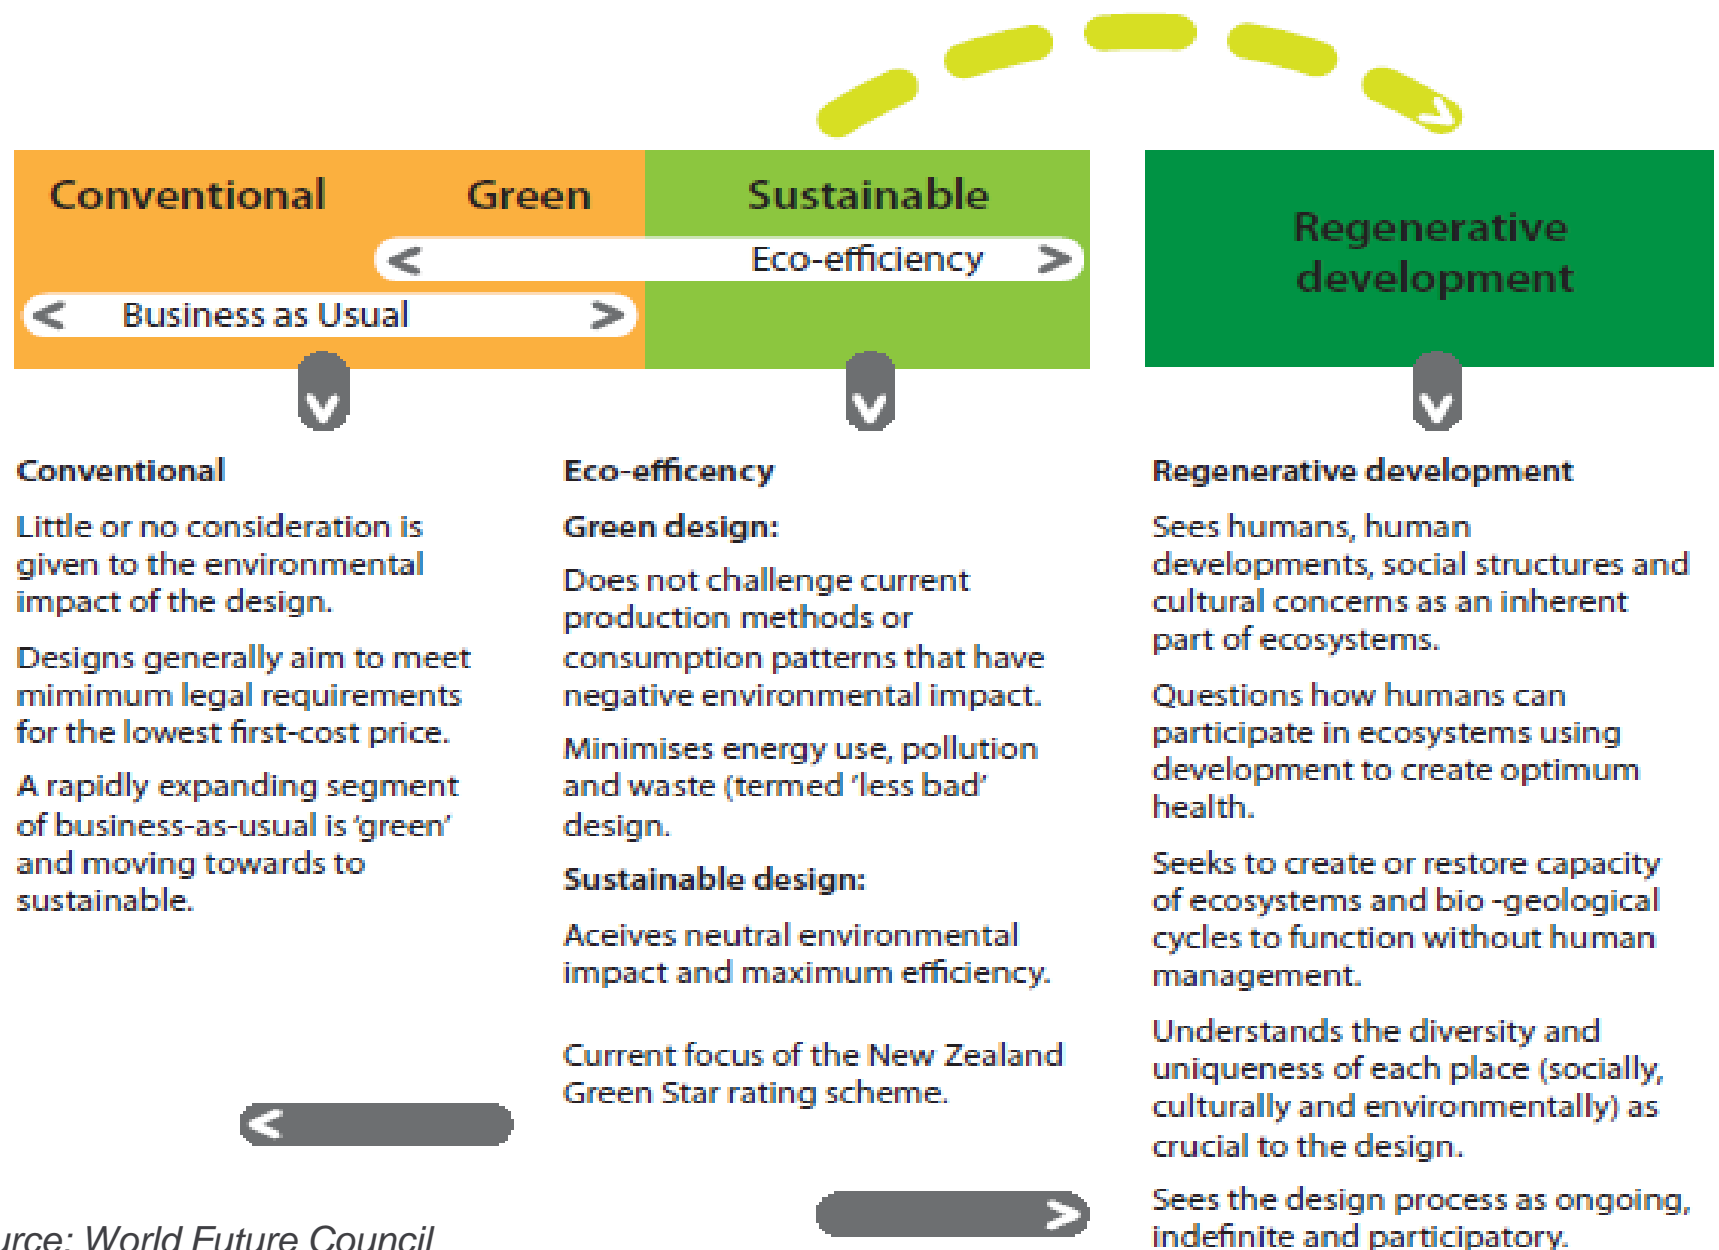 Conventional
Green
Sustainable
Regenerative
development
Eco-efficiency
Business as Usual
Conventional
Little or no consideration is
given to the environmental
impact of the design.
Designs generally aim to meet
mimimum legal requirements
for the lowest first-cost price.
A rapidly expanding segment
of business-as-usual is ‘green’
and moving towards to
sustainable.
Eco-efficency
Green design:
Does not challenge current
production methods or
consumption patterns that have
negative environmental impact.
Minimises energy use, pollution
and waste (termed ‘less bad’
design.
Sustainable design:
Aceives neutral environmental
impact and maximum efficiency.
Current focus of the New Zealand
Green Star rating scheme.
Regenerative development
Sees humans, human
developments, social structures and
cultural concerns as an inherent
part of ecosystems.
Questions how humans can
participate in ecosystems using
development to create optimum
health.
Seeks to create or restore capacity
of ecosystems and bio -geological
cycles to function without human
management.
Understands the diversity and
uniqueness of each place (socially,
culturally and environmentally) as
crucial to the design.
Sees the design process as ongoing,
indefinite and participatory.
urce: World Future Council